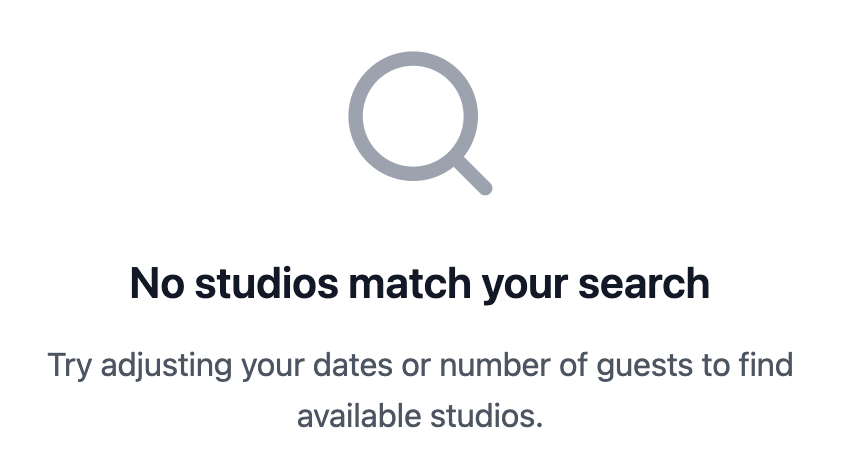 No studios match your search
Try adjusting your dates or number of guests to find
available studios.